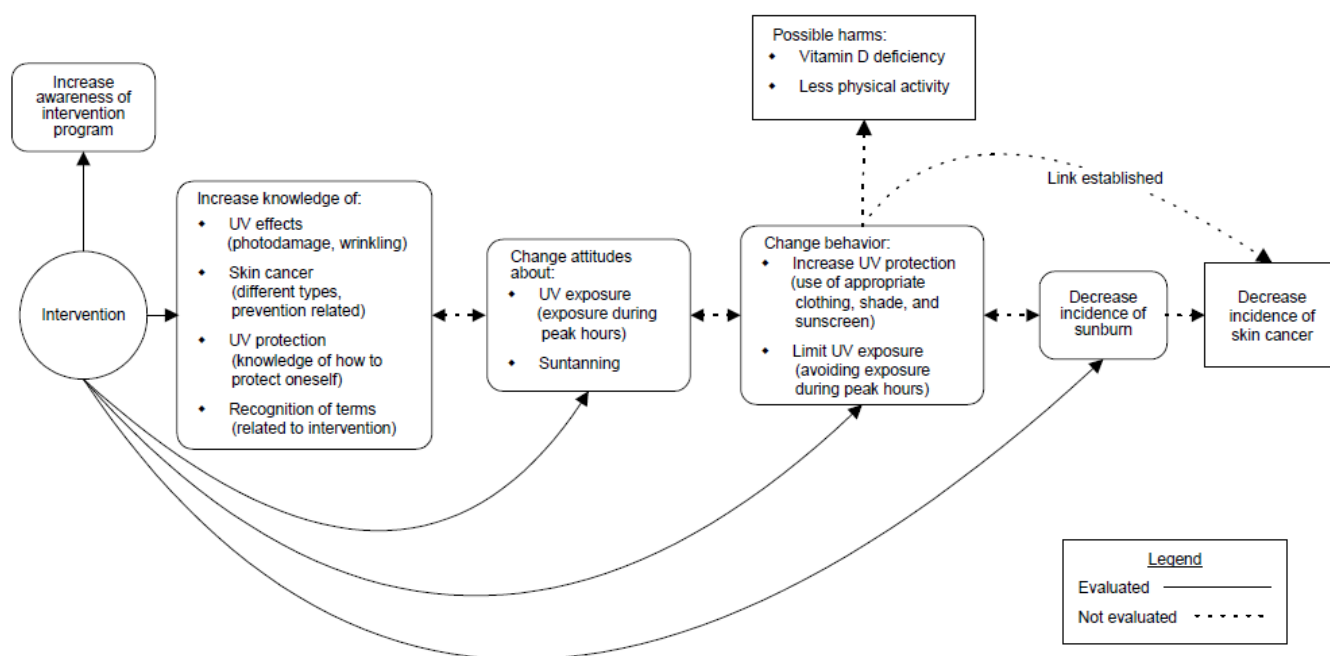 Possible harms:
Vitamin D deficiency
Less physical activity
Increase
awareness of
intervention
program
Link established
Increase knowledge of:
UV effects
(photodamage, wrinkling)
Skin cancer
(different types,
prevention related)
UV protection
(knowledge of how to
protect oneself)
Recognition of terms
(related to intervention)
Intervention
Change attitudes
about:
UV exposure
(exposure during
peak hours)
Suntanning
Change behavior:
Increase UV protection
(use of appropriate
clothing, shade, and
sunscreen)
Limit UV exposure
(avoiding exposure
during peak hours)
Decrease
incidence of
sunburn
Decrease
incidence of
skin cancer
Legend
Evaluated
Not evaluated